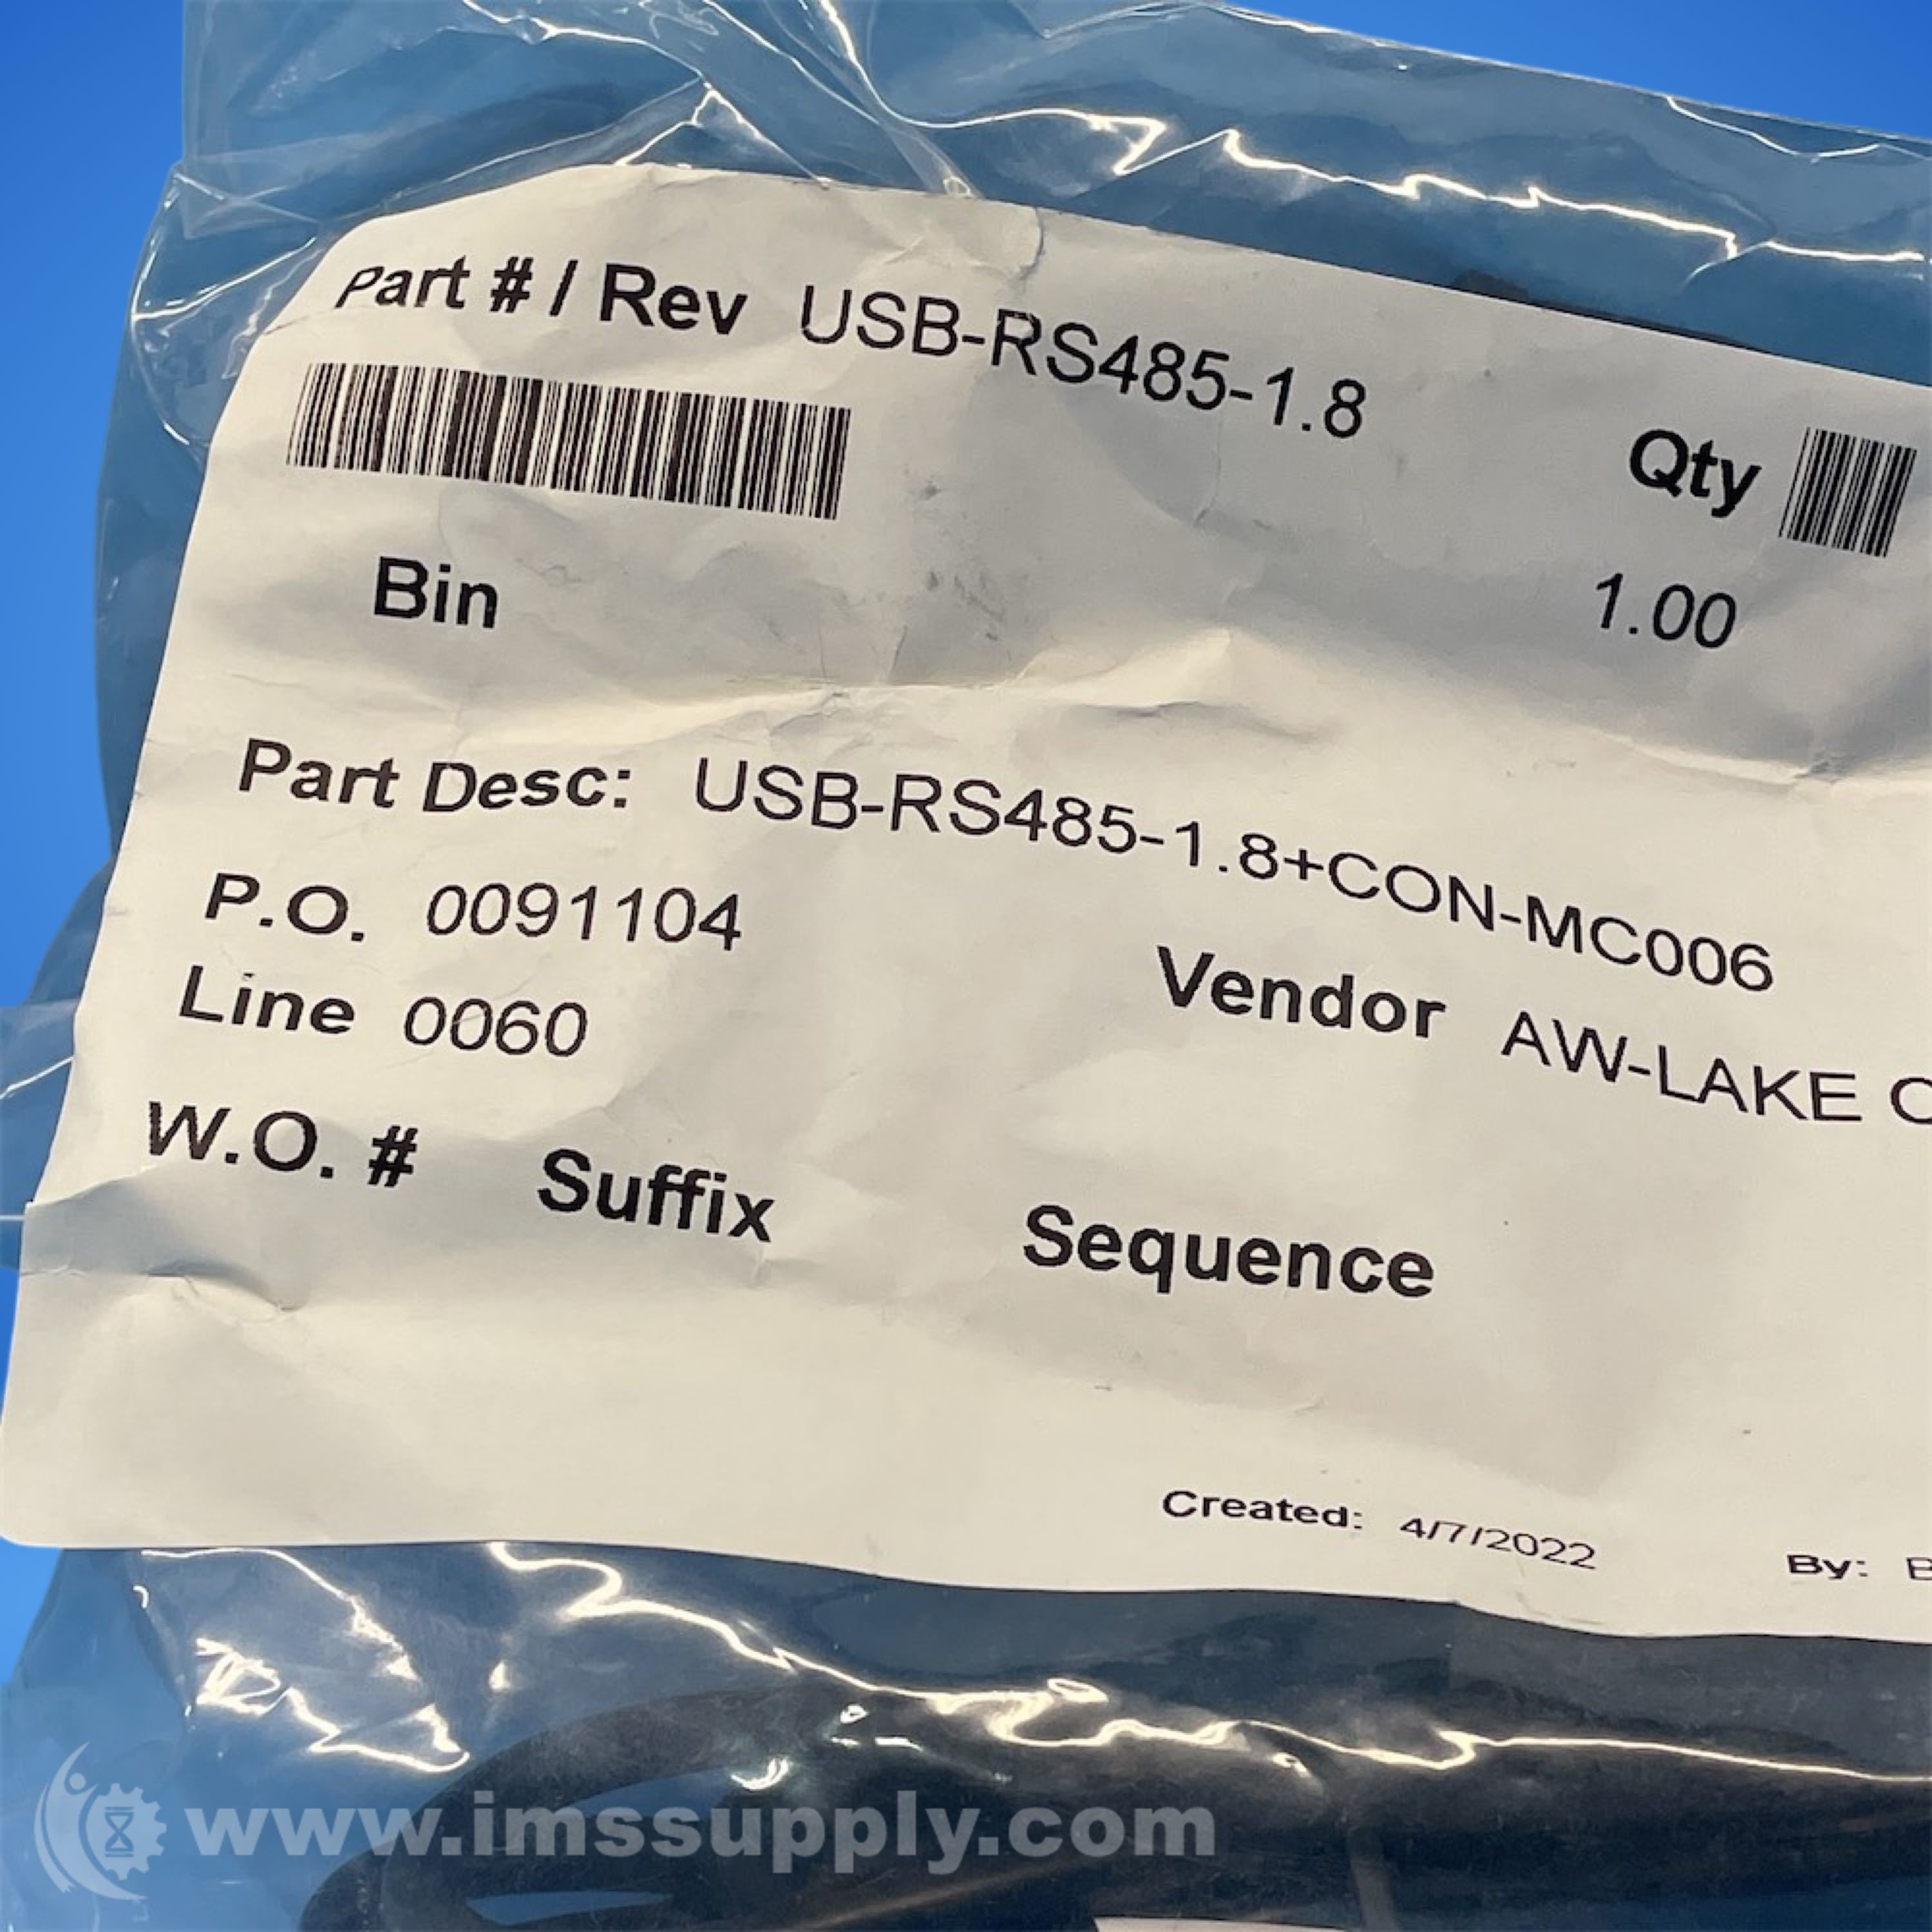 Part # / Rev USB-RS485-1.8
Qty
1.00
Bin
Part Desc: USB-RS485-1.8+CON-MC006
P.O. 0091104
Vendor AW-LAKE
Line 0060
W.O. # Suffix Sequence
Created: 4/7/2022 By:
www.imssupply.com